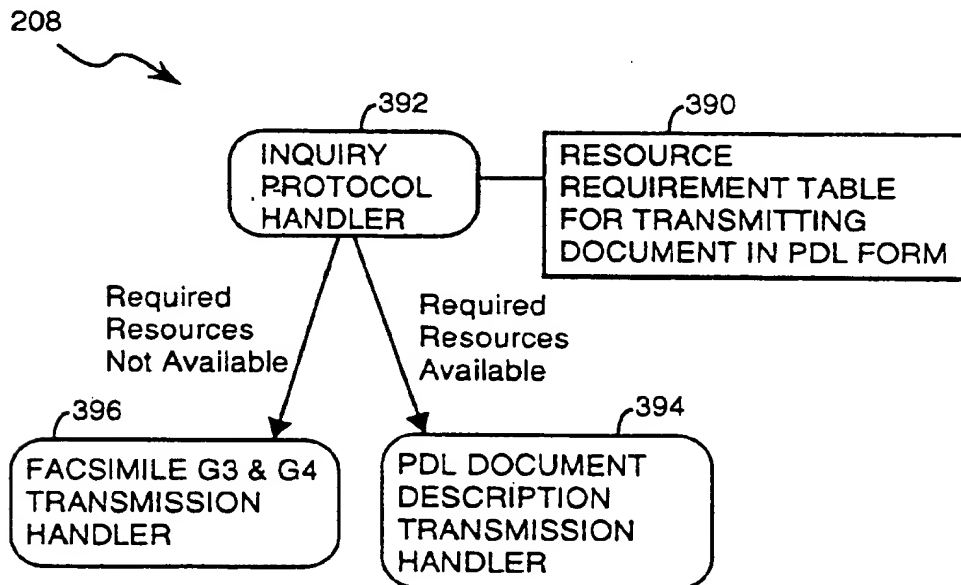 208
392
INQUIRY
PROTOCOL
HANDLER
390
RESOURCE
REQUIREMENT TABLE
FOR TRANSMITTING
DOCUMENT IN PDL FORM
Required
Resources
Not Available
Required
Resources
Available
396
FACSIMILE G3 & G4
TRANSMISSION
HANDLER
394
PDL DOCUMENT
DESCRIPTION
TRANSMISSION
HANDLER